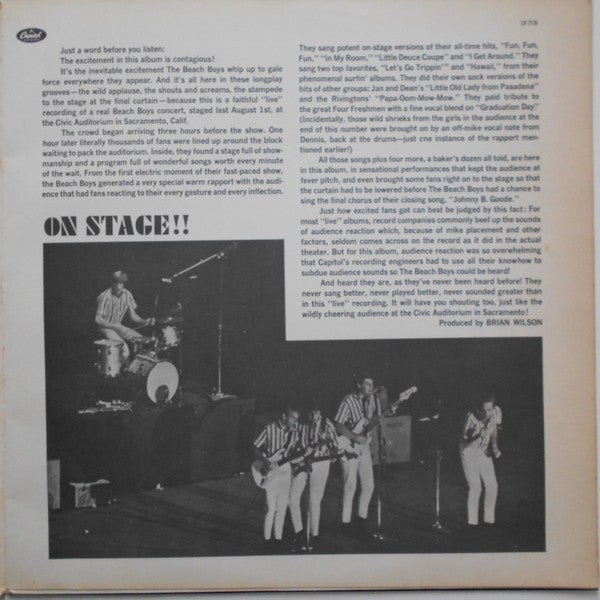 Capitol
Just a word before you listen:
The excitement in this album is contagious!
It's the inevitable excitement The Beach Boys whip up to gale
force everywhere they appear. And it's all here in these longplay
grooves—the wild applause, the shouts and screams, the stampede
to the stage at the final curtain—because this is a faithful "live"
recording of a real Beach Boys concert, staged last August 1st, at
the Civic Auditorium in Sacramento, Calif.
The crowd began arriving three hours before the show. One
hour later literally thousands of fans were lined up around the block
waiting to pack the auditorium. Inside, they found a stage full of show-
manship and a program full of wonderful songs worth every minute
of the wait. From the first electric moment of their fast-paced show,
the Beach Boys generated a very special warm rapport with the audi-
ence that had fans reacting to their every gesture and every inflection.
ON STAGE!!
They sang potent on-stage versions of their all-time hits, "Fun, Fun,
Fun," "In My Room," "Little Deuce Coupe" and "I Get Around." They
sang two top favorites, "Let's Go Trippin'" and "Hawaii," from their
phenomenal surfin' albums. They did their own sock versions of the
hits of other groups: Jan and Dean's "Little Old Lady from Pasadena"
and the Rivingtons' "Papa-Oom-Mow-Mow." They paid tribute to
the great Four Freshmen with a fine vocal blend on "Graduation Day."
(Incidentally, those wild shrieks from the girls in the audience at the
end of this number were brought on by an off-mike vocal note from
Dennis, back at the drums—just one instance of the rapport men-
tioned earlier!)
All those songs plus four more, a baker's dozen all told, are here
in this album, in sensational performances that kept the audience at
fever pitch, and even brought some fans right on to the stage so that
the curtain had to be lowered before The Beach Boys had a chance to
sing the final chorus of their closing song, "Johnny B. Goode."
Just how excited fans got can best be judged by this fact: For
most "live" albums, record companies commonly beef up the sounds
of audience reaction which, because of mike placement and other
factors, seldom comes across on the record as it did in the actual
theater. But for this album, audience reaction was so overwhelming
that Capitol's recording engineers had to use all their knowhow to
subdue audience sounds so The Beach Boys could be heard!
And heard they are, as they've never been heard before! They
never sang better, never played better, never sounded greater than
in this "live" recording. It will have you shouting too, just like the
wildly cheering audience at the Civic Auditorium in Sacramento!
Produced by BRIAN WILSON